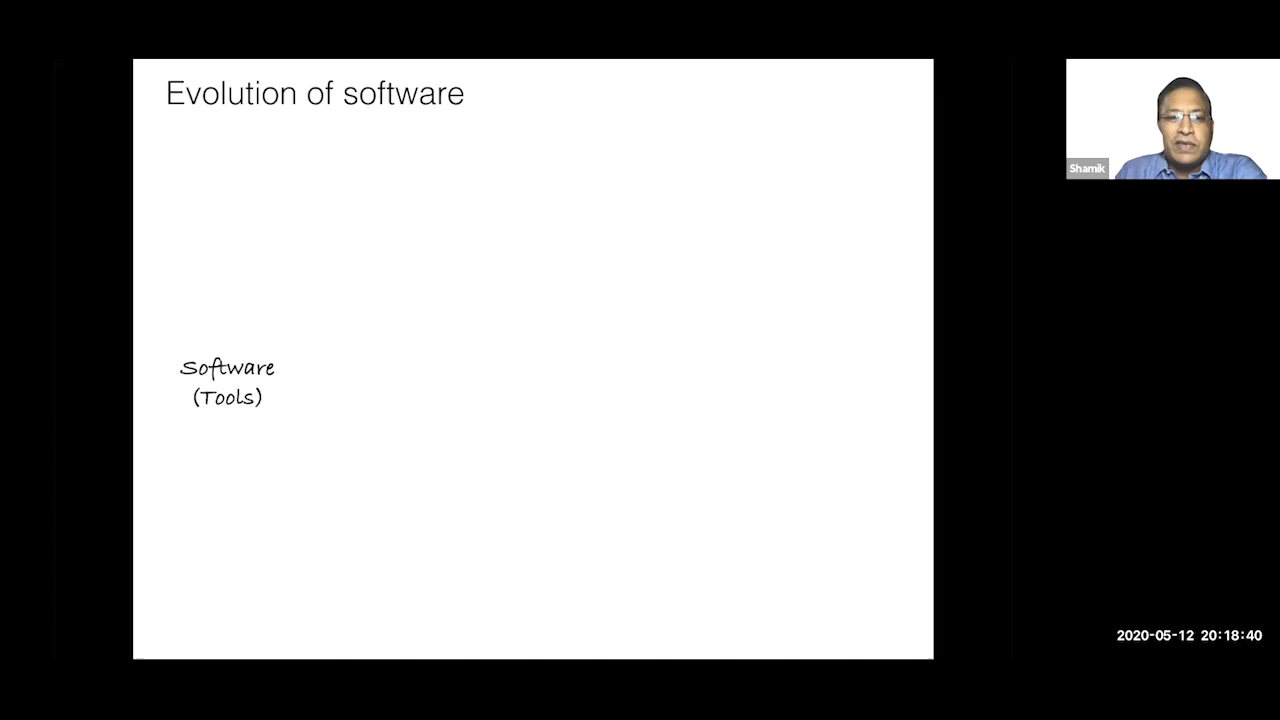 Evolution of software
Shamik
Software
(Tools)
2020-05-12 20:18:40